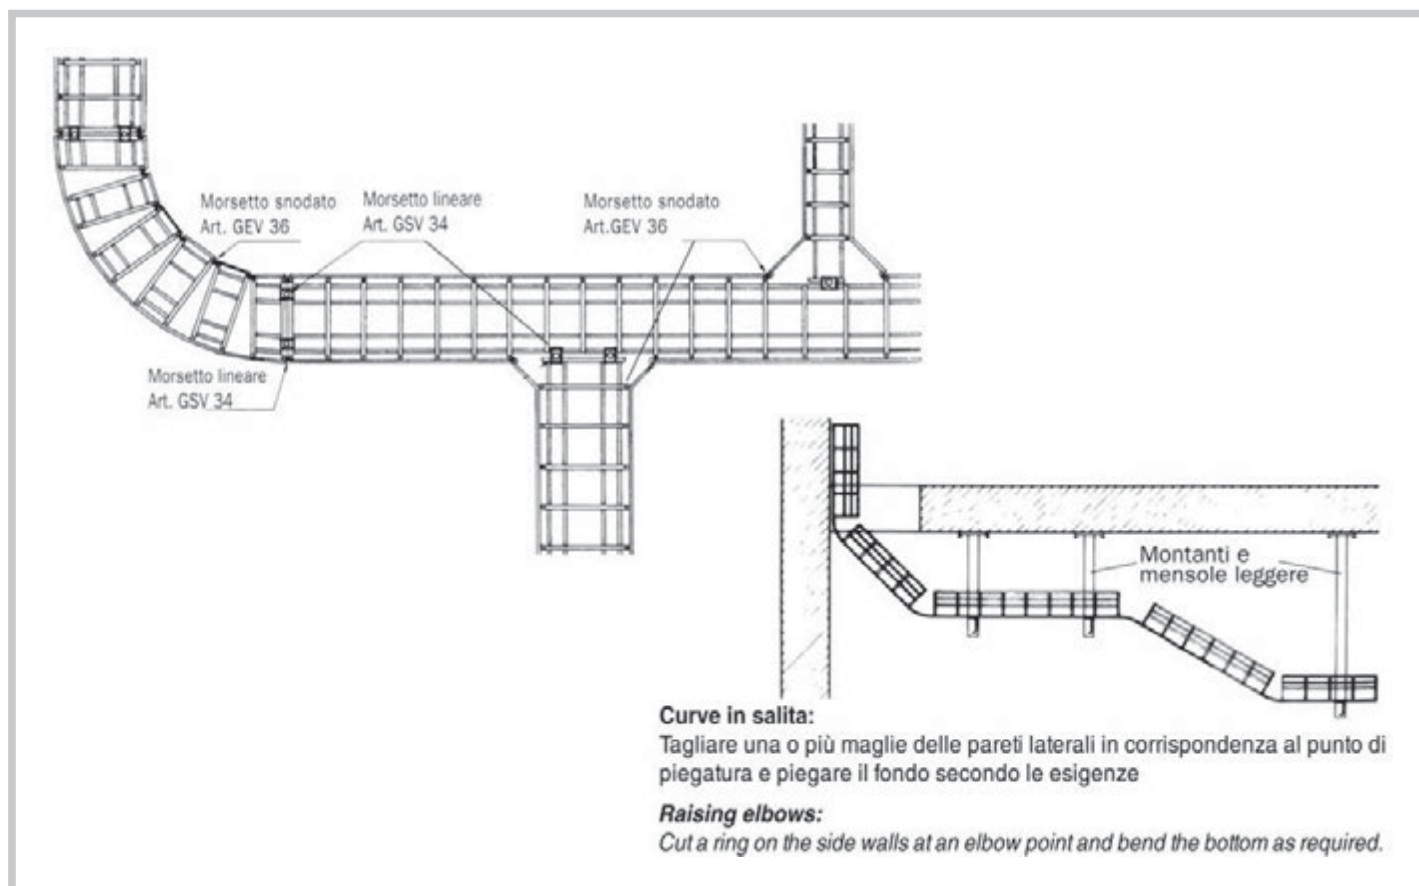 Morsetto snodato
Art. GEV 36
Morsetto lineare
Art. GSV 34
Morsetto snodato
Art.GEV 36
Morsetto lineare
Art. GSV 34
Montanti e
mensole leggere
Curve in salita:
Tagliare una o più maglie delle pareti laterali in corrispondenza al punto di
piegatura e piegare il fondo secondo le esigenze
Raising elbows:
Cut a ring on the side walls at an elbow point and bend the bottom as required.